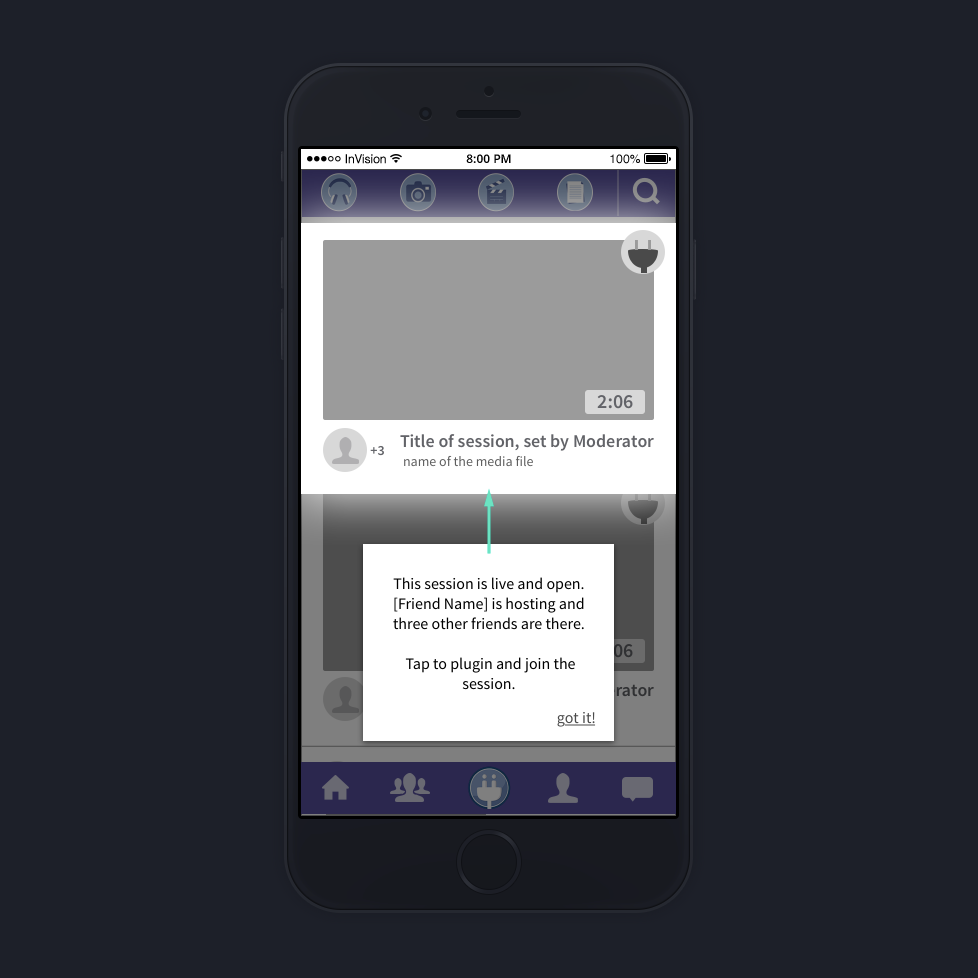 InVision 8:00 PM 100%
2:06
+3 Title of session, set by Moderator
name of the media file
This session is live and open.
[Friend Name] is hosting and
three other friends are there.
Tap to plugin and join the
session.
06
rator
got it!